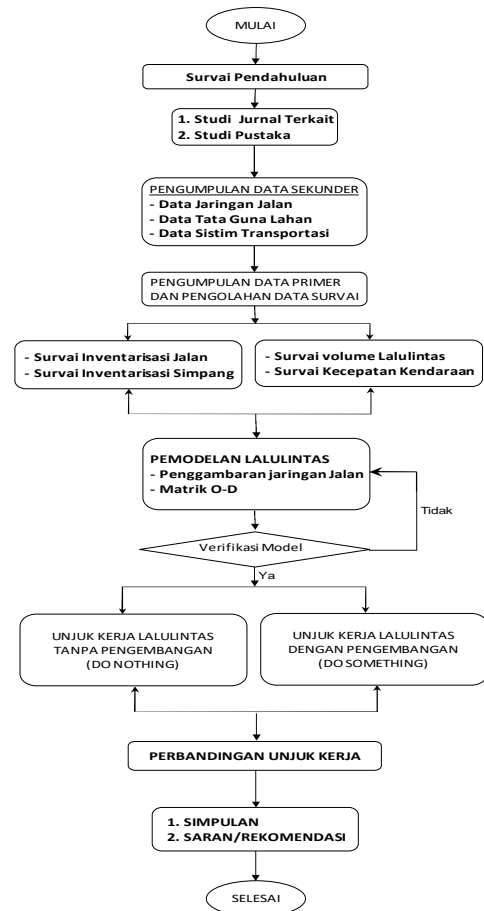 MULAI
Survai Pendahuluan
1. Studi Jurnal Terkait
2. Studi Pustaka
PENGUMPULAN DATA SEKUNDER
- Data Jaringan Jalan
- Data Tata Guna Lahan
- Data Sistim Transportasi
PENGUMPULAN DATA PRIMER
DAN PENGOLAHAN DATA SURVAI
- Survai Inventarisasi Jalan
- Survai Inventarisasi Simpang
- Survai volume Lalulintas
- Survai Kecepatan Kendaraan
PEMODELAN LALULINTAS
- Penggambaran jaringan Jalan
- Matrik O-D
Tidak
Verifikasi Model
Ya
UNJUK KERJA LALULINTAS
TANPA PENGEMBANGAN
(DO NOTHING)
UNJUK KERJA LALULINTAS
DENGAN PENGEMBANGAN
(DO SOMETHING)
PERBANDINGAN UNJUK KERJA
1. SIMPULAN
2. SARAN/REKOMENDASI
SELESAI